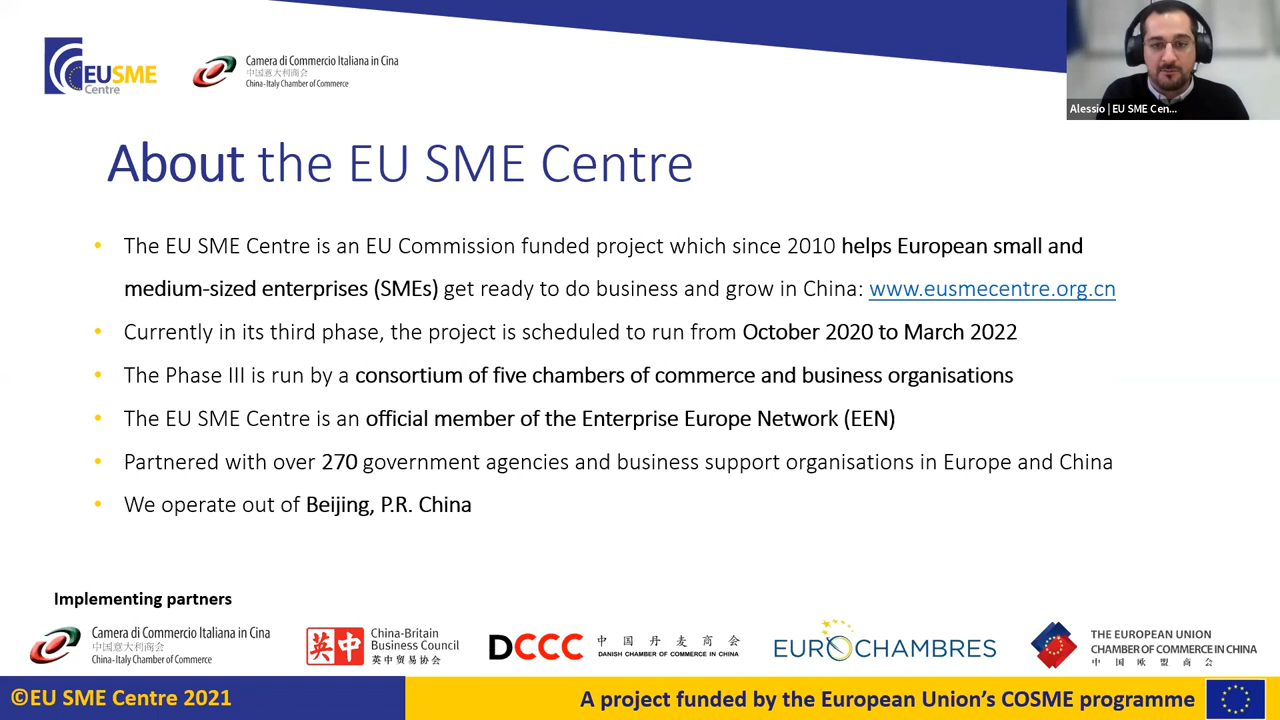 EUSME
Centre
Camera di Commercio Italiana in Cina
中国意大利商会
China-Italy Chamber of Commerce
Alessio | EU SME Cen...
About the EU SME Centre
• The EU SME Centre is an EU Commission funded project which since 2010 helps European small and
medium-sized enterprises (SMEs) get ready to do business and grow in China: www.eusmecentre.org.cn
• Currently in its third phase, the project is scheduled to run from October 2020 to March 2022
• The Phase III is run by a consortium of five chambers of commerce and business organisations
• The EU SME Centre is an official member of the Enterprise Europe Network (EEN)
• Partnered with over 270 government agencies and business support organisations in Europe and China
• We operate out of Beijing, P.R. China
Implementing partners
Camera di Commercio Italiana in Cina
中国意大利商会
China-Italy Chamber of Commerce
英中
China-Britain
Business Council
英中贸易协会
DCCC
中国丹麦商会
DANISH CHAMBER OF COMMERCE IN CHINA
EUROCHAMBRES
THE EUROPEAN UNION
CHAMBER OF COMMERCE IN CHINA
中国欧盟商会
©EU SME Centre 2021
A project funded by the European Union's COSME programme